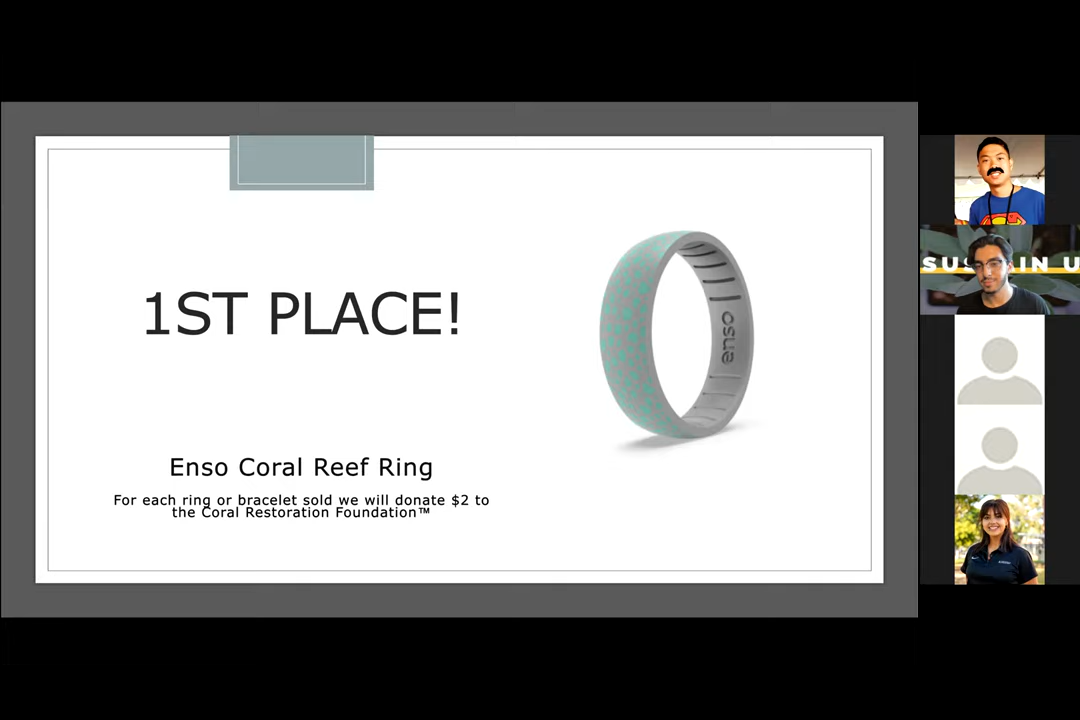 1ST PLACE!
enso
Enso Coral Reef Ring
For each ring or bracelet sold we will donate $2 to
the Coral Restoration Foundation™